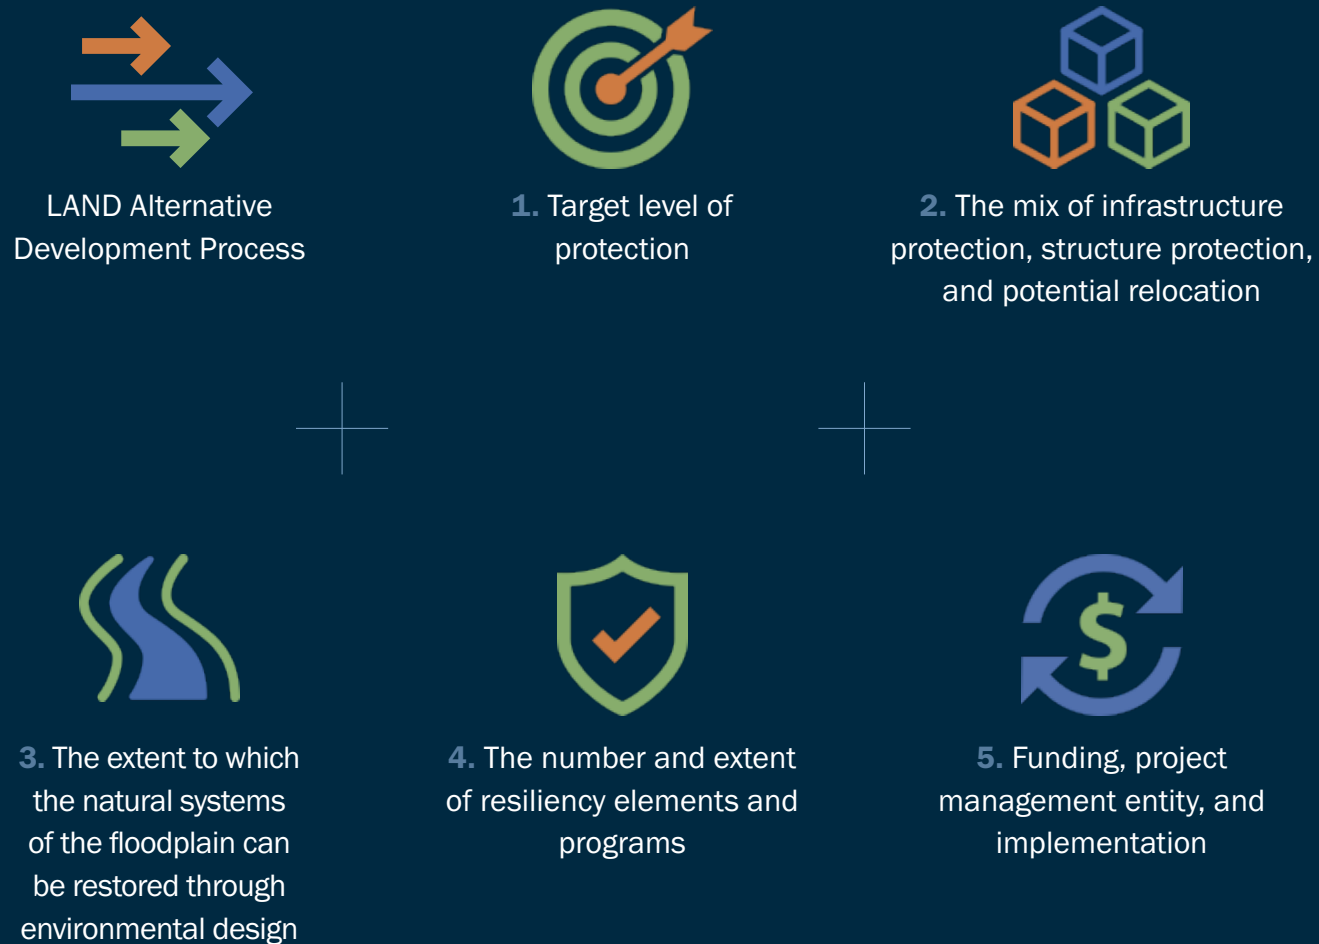 LAND Alternative
Development Process
1. Target level of
protection
2. The mix of infrastructure
protection, structure protection,
and potential relocation
$
3. The extent to which
the natural systems
of the floodplain can
be restored through
environmental design
4. The number and extent
of resiliency elements and
programs
5. Funding, project
management entity, and
implementation